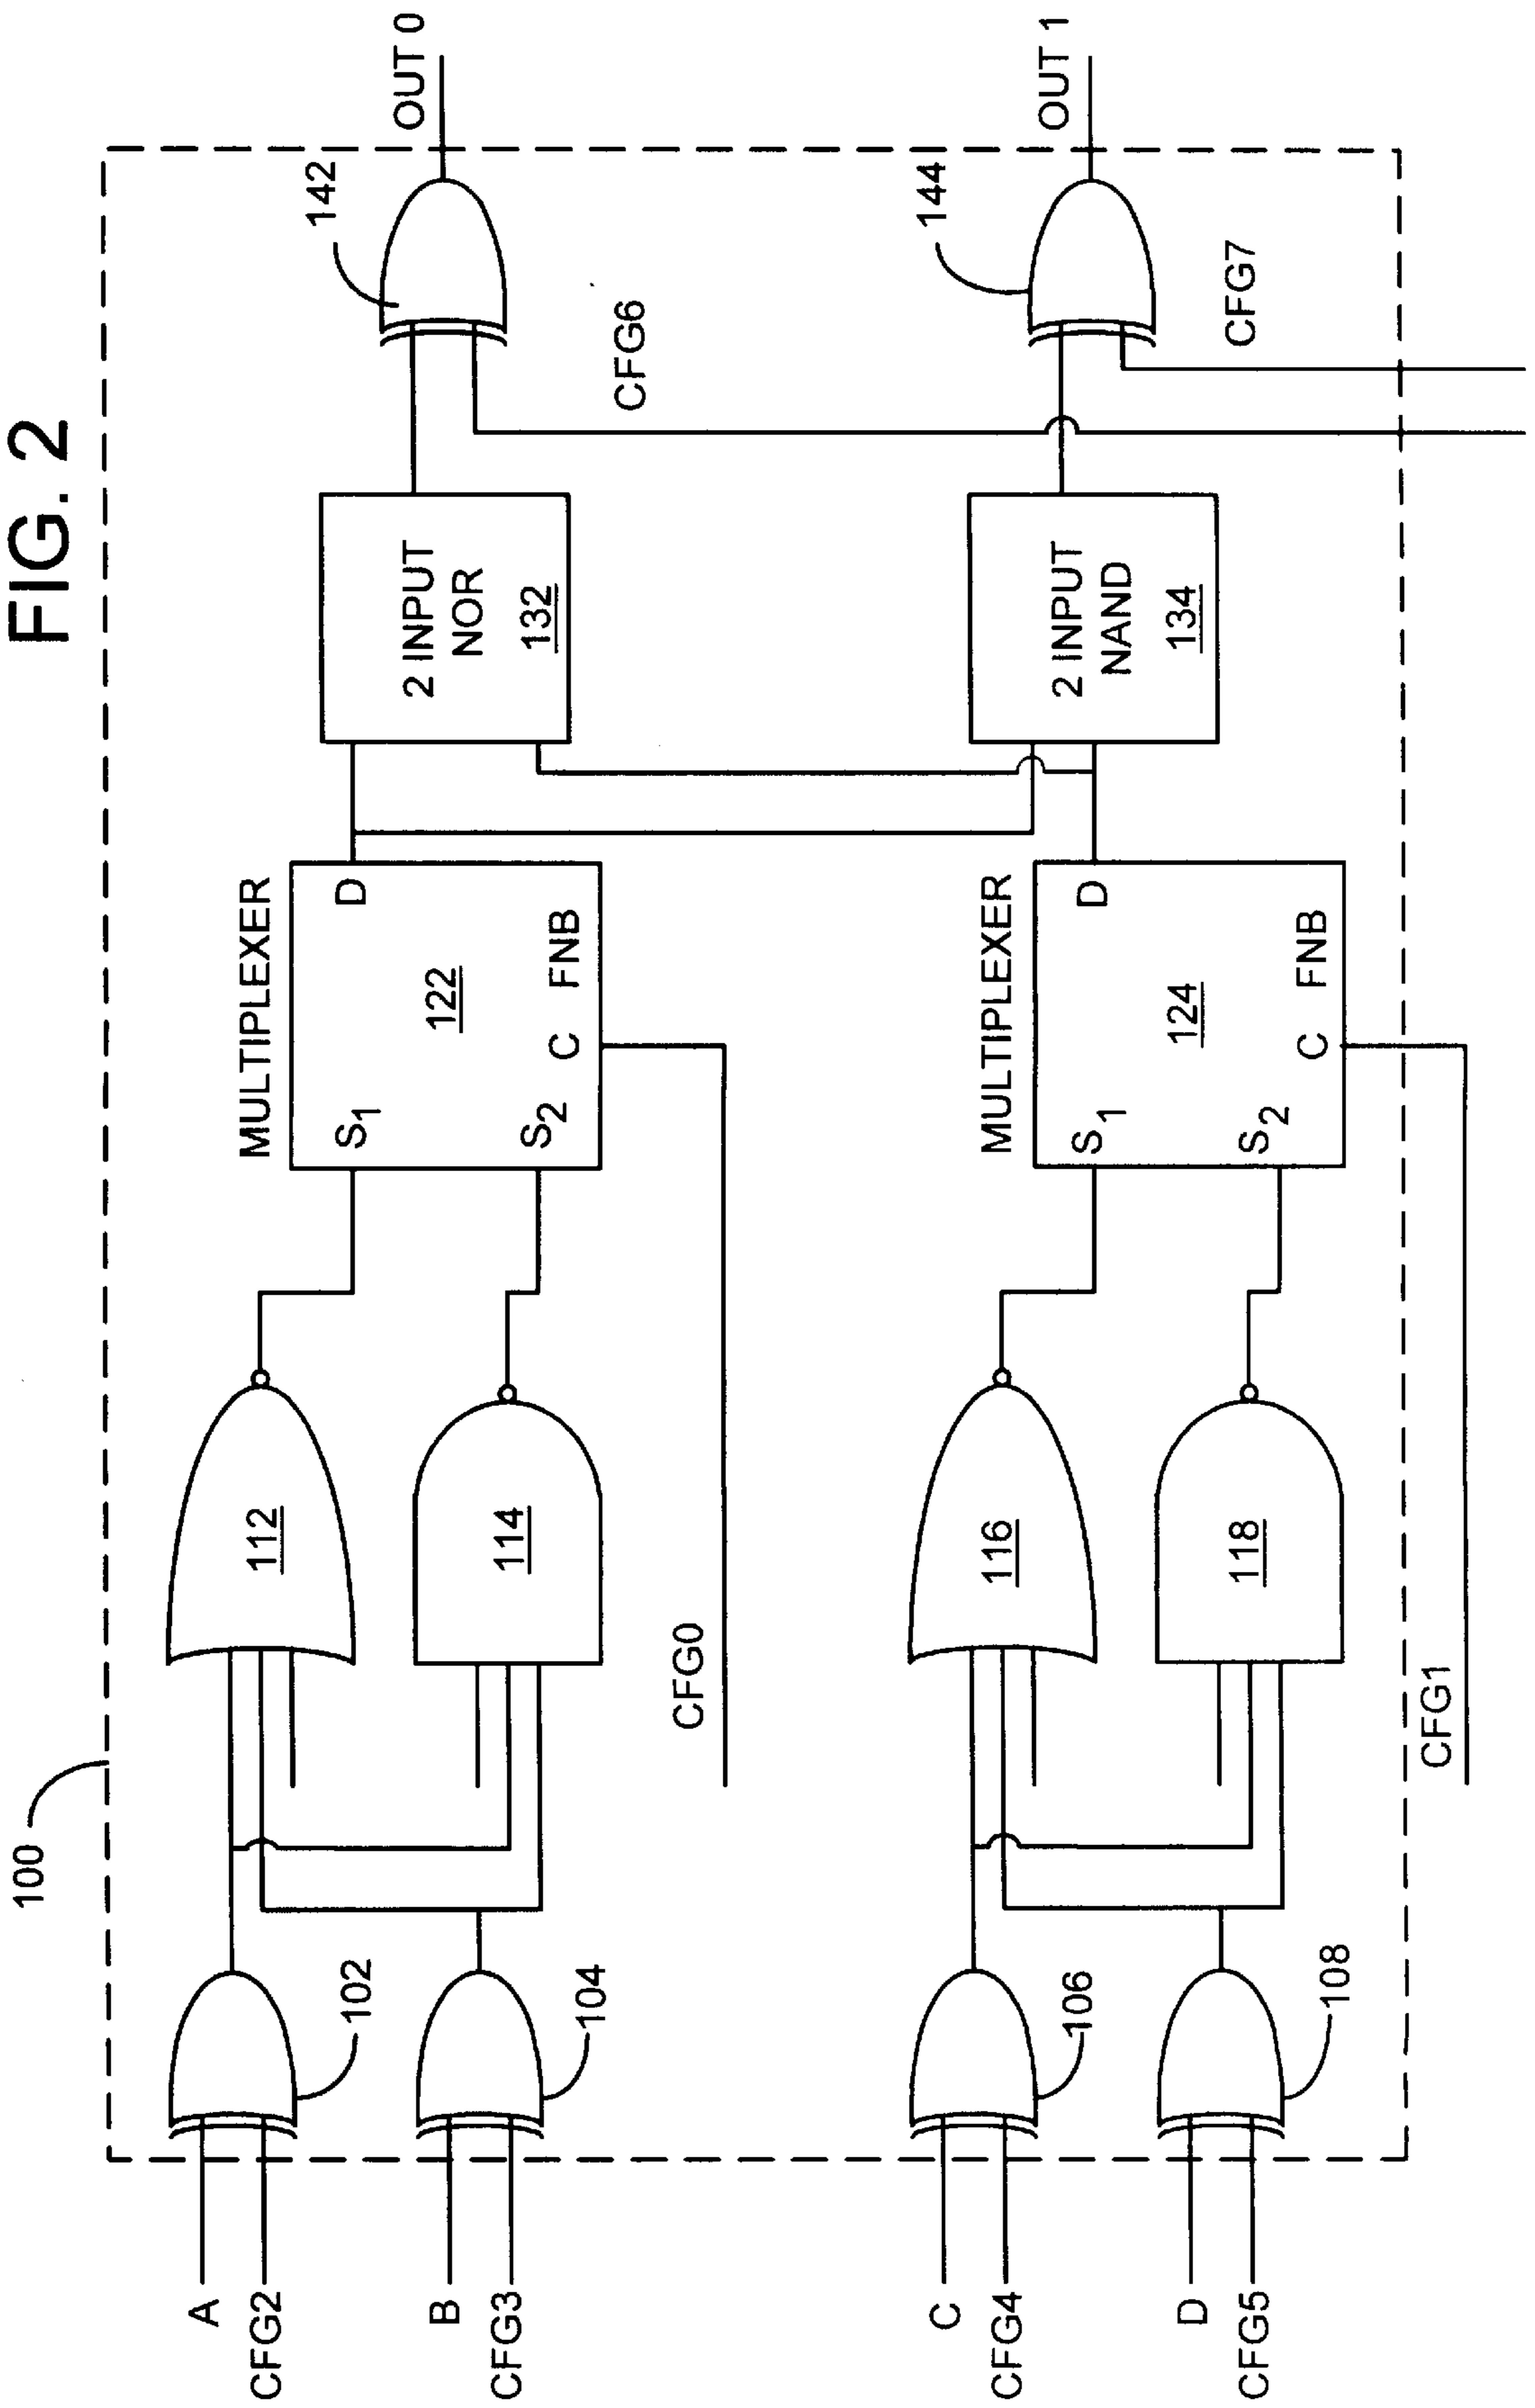 FIG. 2
100
A
CFG2
102
B
CFG3
104
112
114
CFG0
MULTIPLEXER
S1
S2
D
122
C
FNB
2 INPUT
NOR
132
142
OUT 0
CFG6
C
CFG4
106
D
CFG5
108
116
118
CFG1
MULTIPLEXER
S1
S2
D
124
C
FNB
2 INPUT
NAND
134
144
OUT 1
CFG7